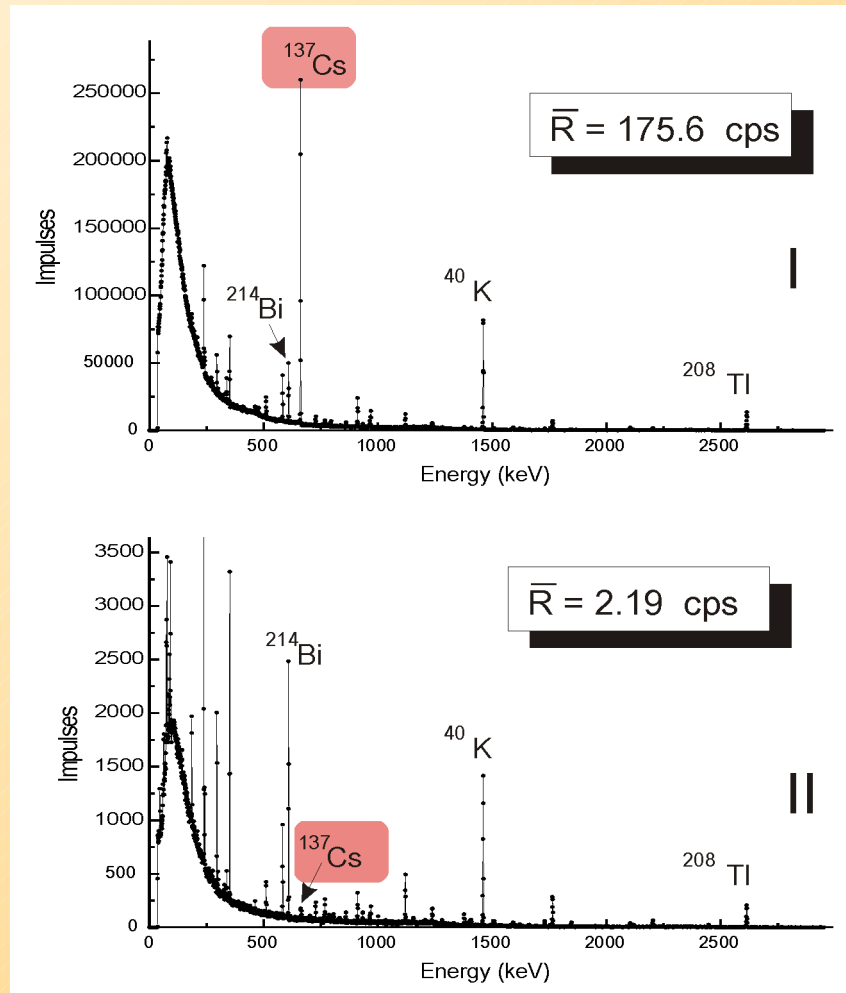 ¹³⁷Cs
R̅ = 175.6 cps
250000
200000
150000
100000
50000
0
Impulses
²¹⁴Bi
⁴⁰K
²⁰⁸Tl
I
0 500 1000 1500 2000 2500
Energy (keV)
3500
3000
2500
2000
1500
1000
500
0
Impulses
R̅ = 2.19 cps
²¹⁴Bi
⁴⁰K
II
¹³⁷Cs
²⁰⁸Tl
0 500 1000 1500 2000 2500
Energy (keV)